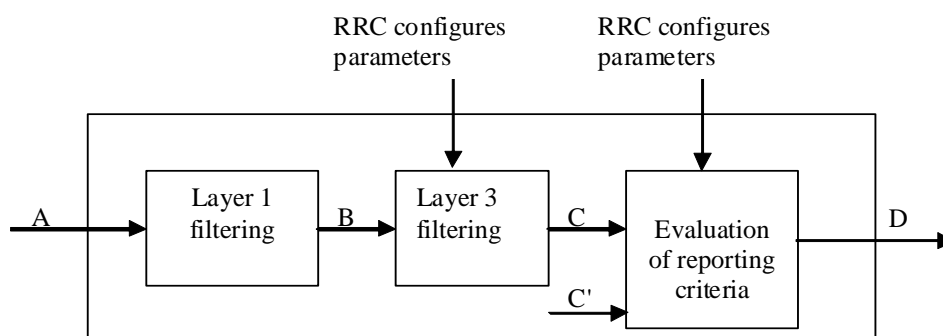 RRC configures
parameters
RRC configures
parameters
Layer 1
filtering
Layer 3
filtering
Evaluation
of reporting
criteria
A
B
C
C'
D